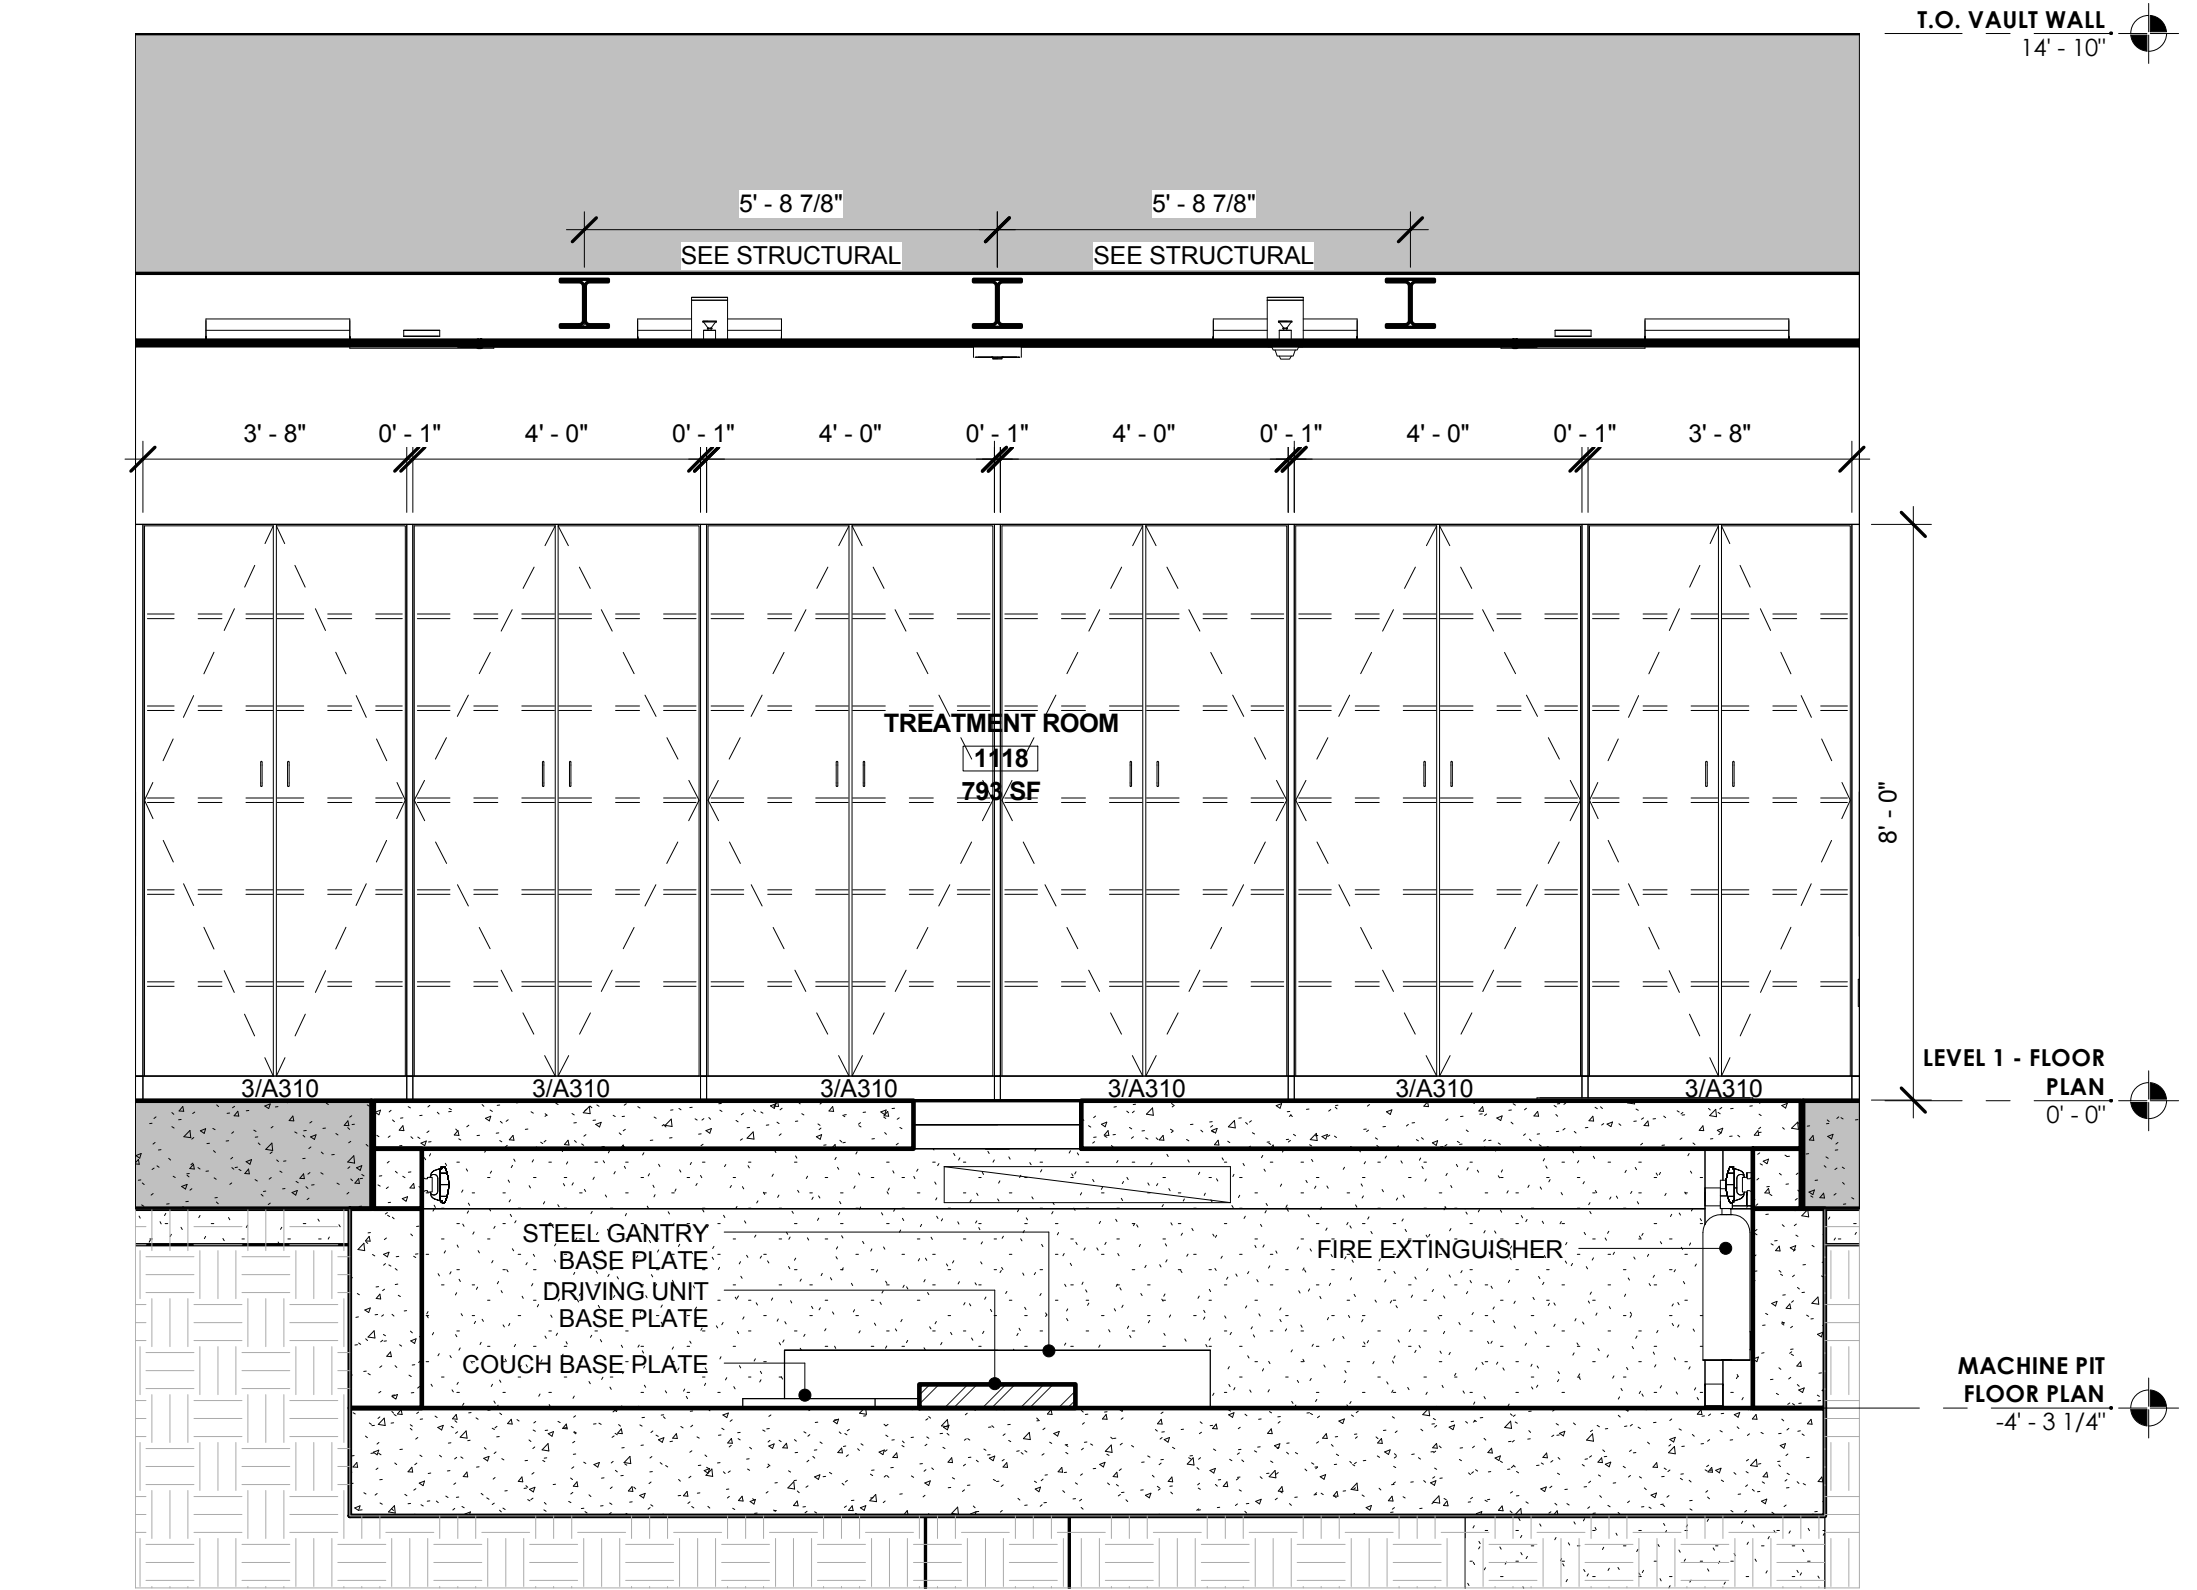 T.O. VAULT WALL
14' - 10"
5' - 8 7/8" 5' - 8 7/8"
SEE STRUCTURAL SEE STRUCTURAL
3' - 8" 0' - 1" 4' - 0" 0' - 1" 4' - 0" 0' - 1" 4' - 0" 0' - 1" 4' - 0" 0' - 1" 3' - 8"
TREATMENT ROOM
1118
793 SF
8' - 0"
3/A310 3/A310 3/A310 3/A310 3/A310 3/A310
LEVEL 1 - FLOOR
PLAN
0' - 0"
STEEL GANTRY
BASE PLATE
DRIVING UNIT
BASE PLATE
COUCH BASE PLATE
FIRE EXTINGUISHER
MACHINE PIT
FLOOR PLAN
-4' - 3 1/4"